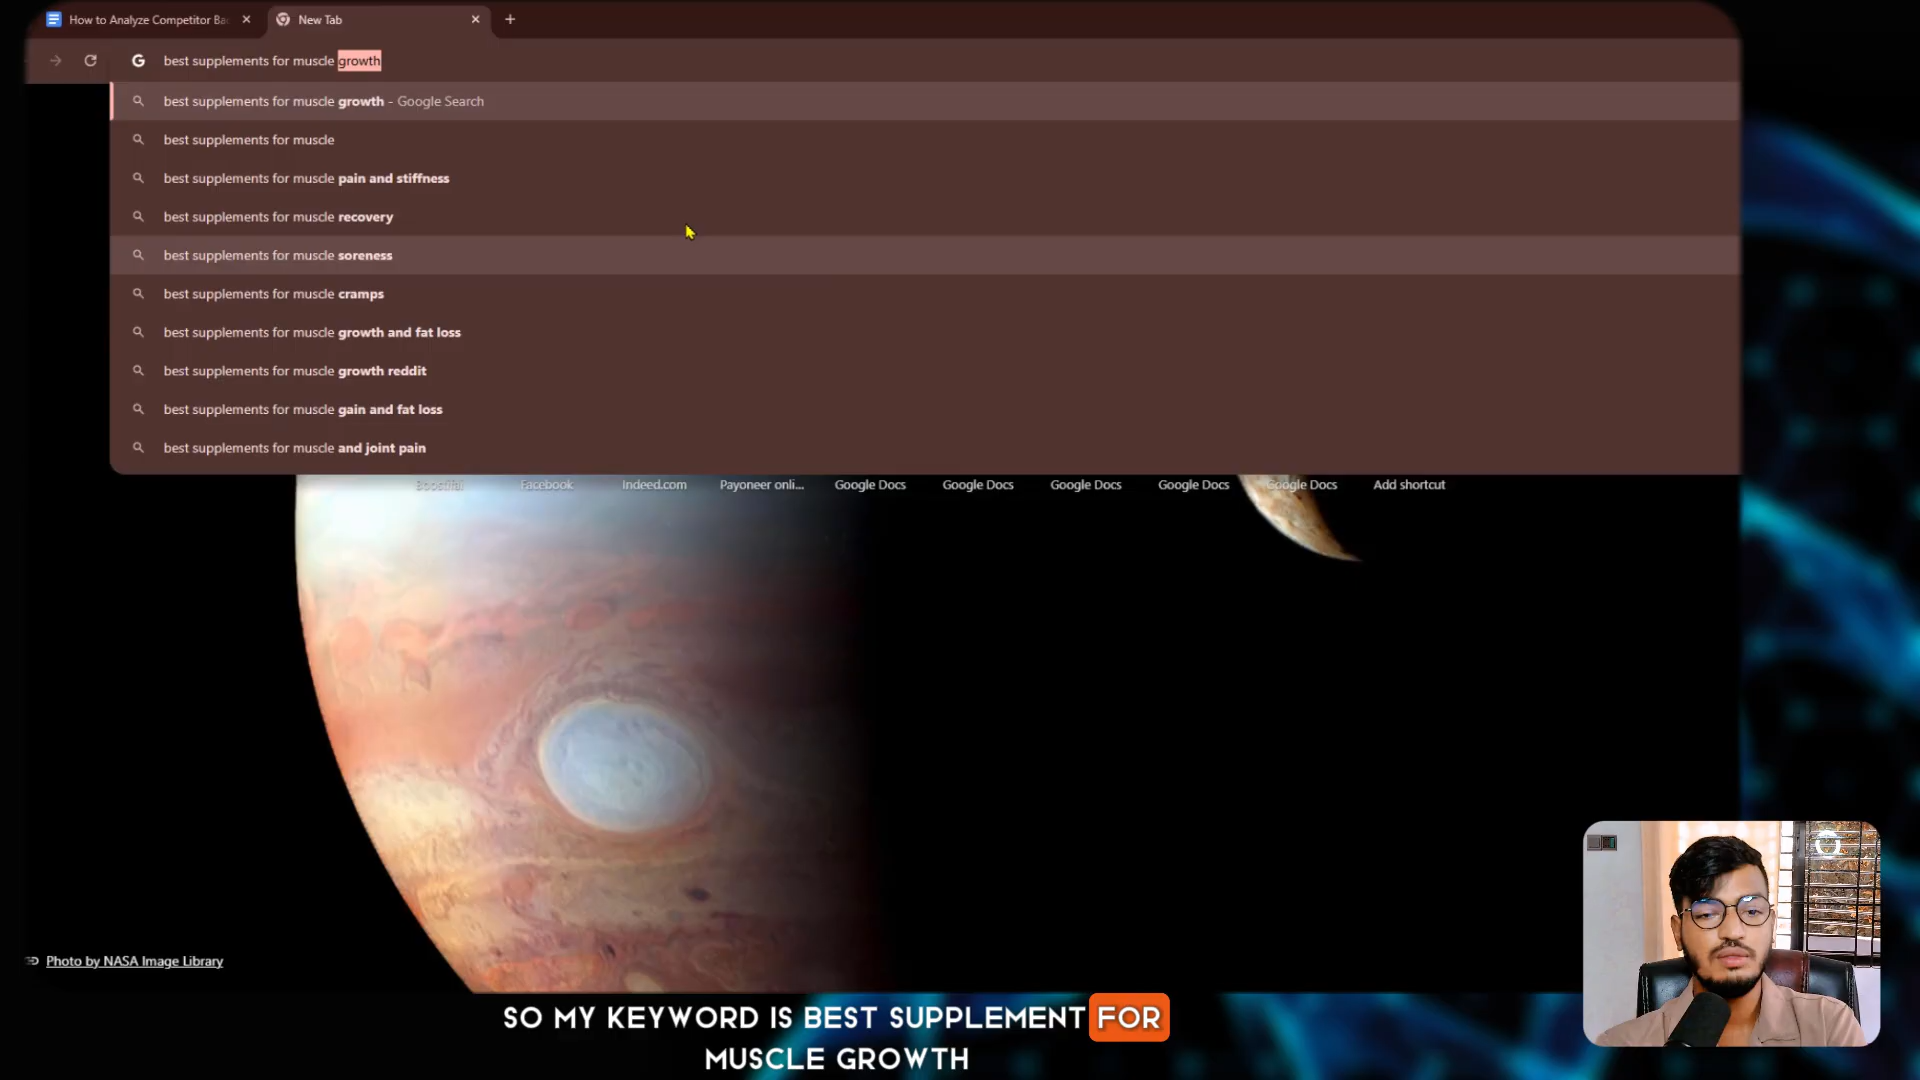 How to Analyze Competitor Ba
New Tab
best supplements for muscle growth
best supplements for muscle growth - Google Search
best supplements for muscle
best supplements for muscle pain and stiffness
best supplements for muscle recovery
best supplements for muscle soreness
best supplements for muscle cramps
best supplements for muscle growth and fat loss
best supplements for muscle growth reddit
best supplements for muscle gain and fat loss
best supplements for muscle and joint pain
Boostifai Facebook Indeed.com Payoneer onli... Google Docs Google Docs Google Docs Google Docs Google Docs Add shortcut
Photo by NASA Image Library
SO MY KEYWORD IS BEST SUPPLEMENT FOR
MUSCLE GROWTH